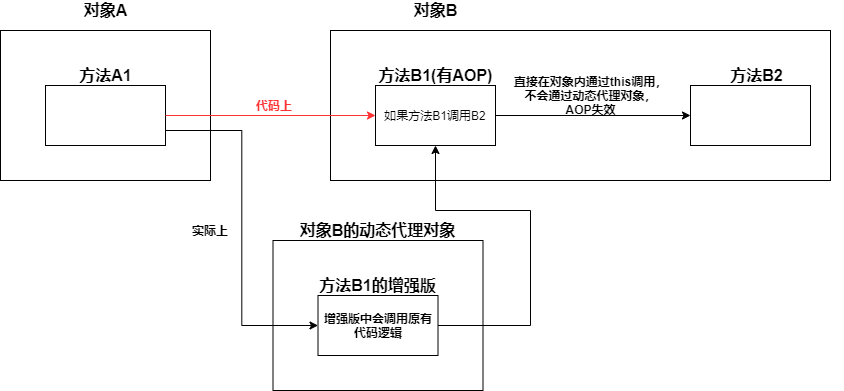 对象A
对象B
方法A1
方法B1(有AOP)
直接在对象内通过this调用，
不会通过动态代理对象，
AOP失效
方法B2
代码上
如果方法B1调用B2
实际上
对象B的动态代理对象
方法B1的增强版
增强版中会调用原有
代码逻辑